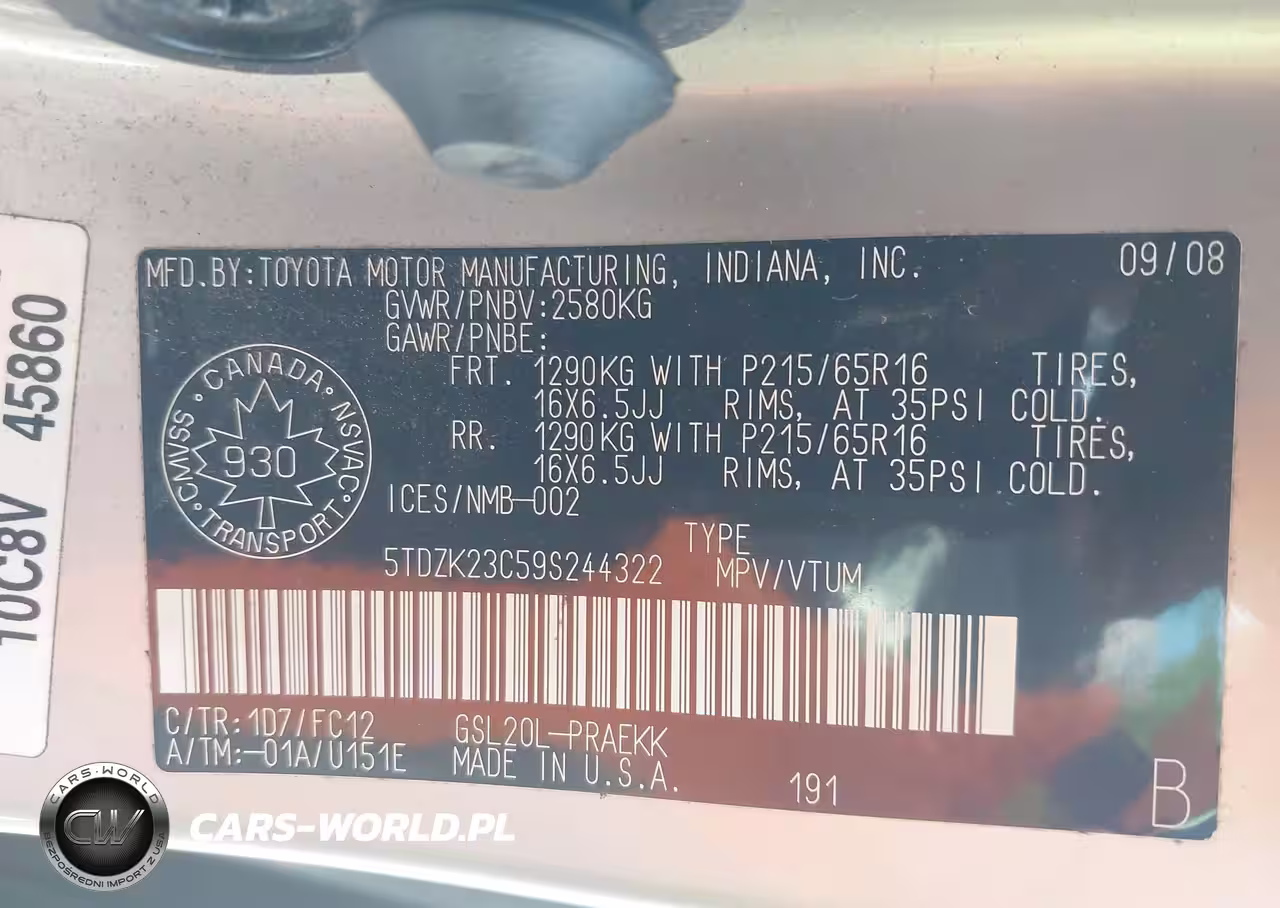 MFD.BY:TOYOTA MOTOR MANUFACTURING, INDIANA, INC. 09/08
GVWR/PNBV:2580KG
GAWR/PNBE:
FRT. 1290KG WITH P215/65R16 TIRES,
16X6.5JJ RIMS, AT 35PSI COLD.
RR. 1290KG WITH P215/65R16 TIRES,
16X6.5JJ RIMS, AT 35PSI COLD.
ICES/NMB-002
CANADA · NSVAC · TRANSPORT · CMVSS
930
TYPE
5TDZK23C59S244322 MPV/VTUM
C/TR: 1D7/FC12 GSL20L-PRAEKK
A/TM:-01A/U151E MADE IN U.S.A.
191 B
10C8V 45860
CARS-WORLD
CW
BEZPOŚREDNI IMPORT Z USA
CARS-WORLD.PL